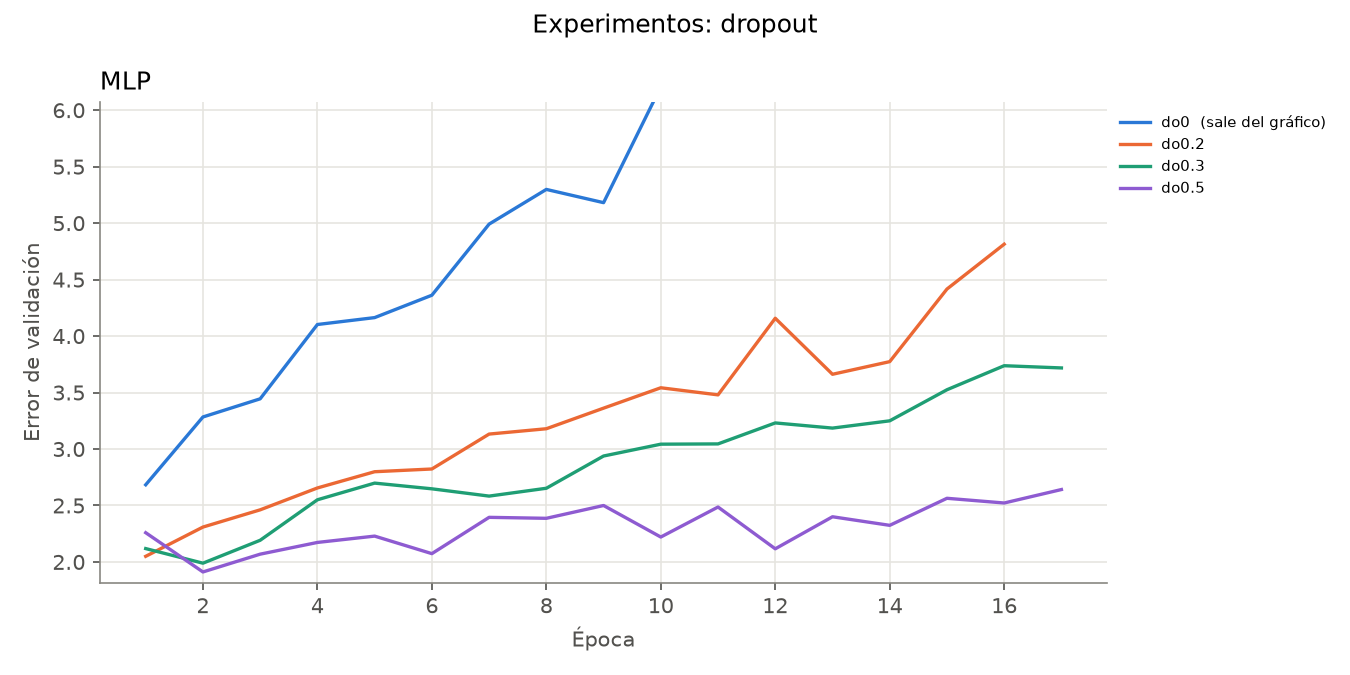 Experimentos: dropout
MLP
6.0
5.5
5.0
4.5
4.0
3.5
3.0
2.5
2.0
Error de validación
2 4 6 8 10 12 14 16
Época
do0 (sale del gráfico)
do0.2
do0.3
do0.5